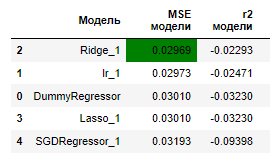 Модель MSE модели r2 модели
2 Ridge_1 0.02969 -0.02293
1 lr_1 0.02973 -0.02471
0 DummyRegressor 0.03010 -0.03230
3 Lasso_1 0.03010 -0.03230
4 SGDRegressor_1 0.03193 -0.09398